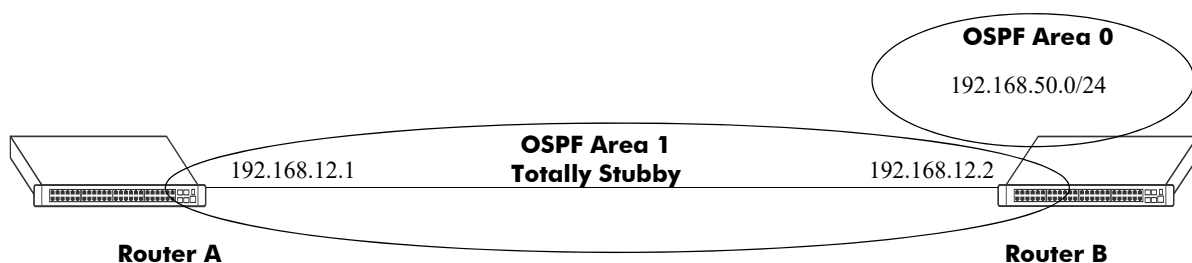 OSPF Area 0
192.168.50.0/24
OSPF Area 1
Totally Stubby
192.168.12.1
192.168.12.2
Router A
Router B